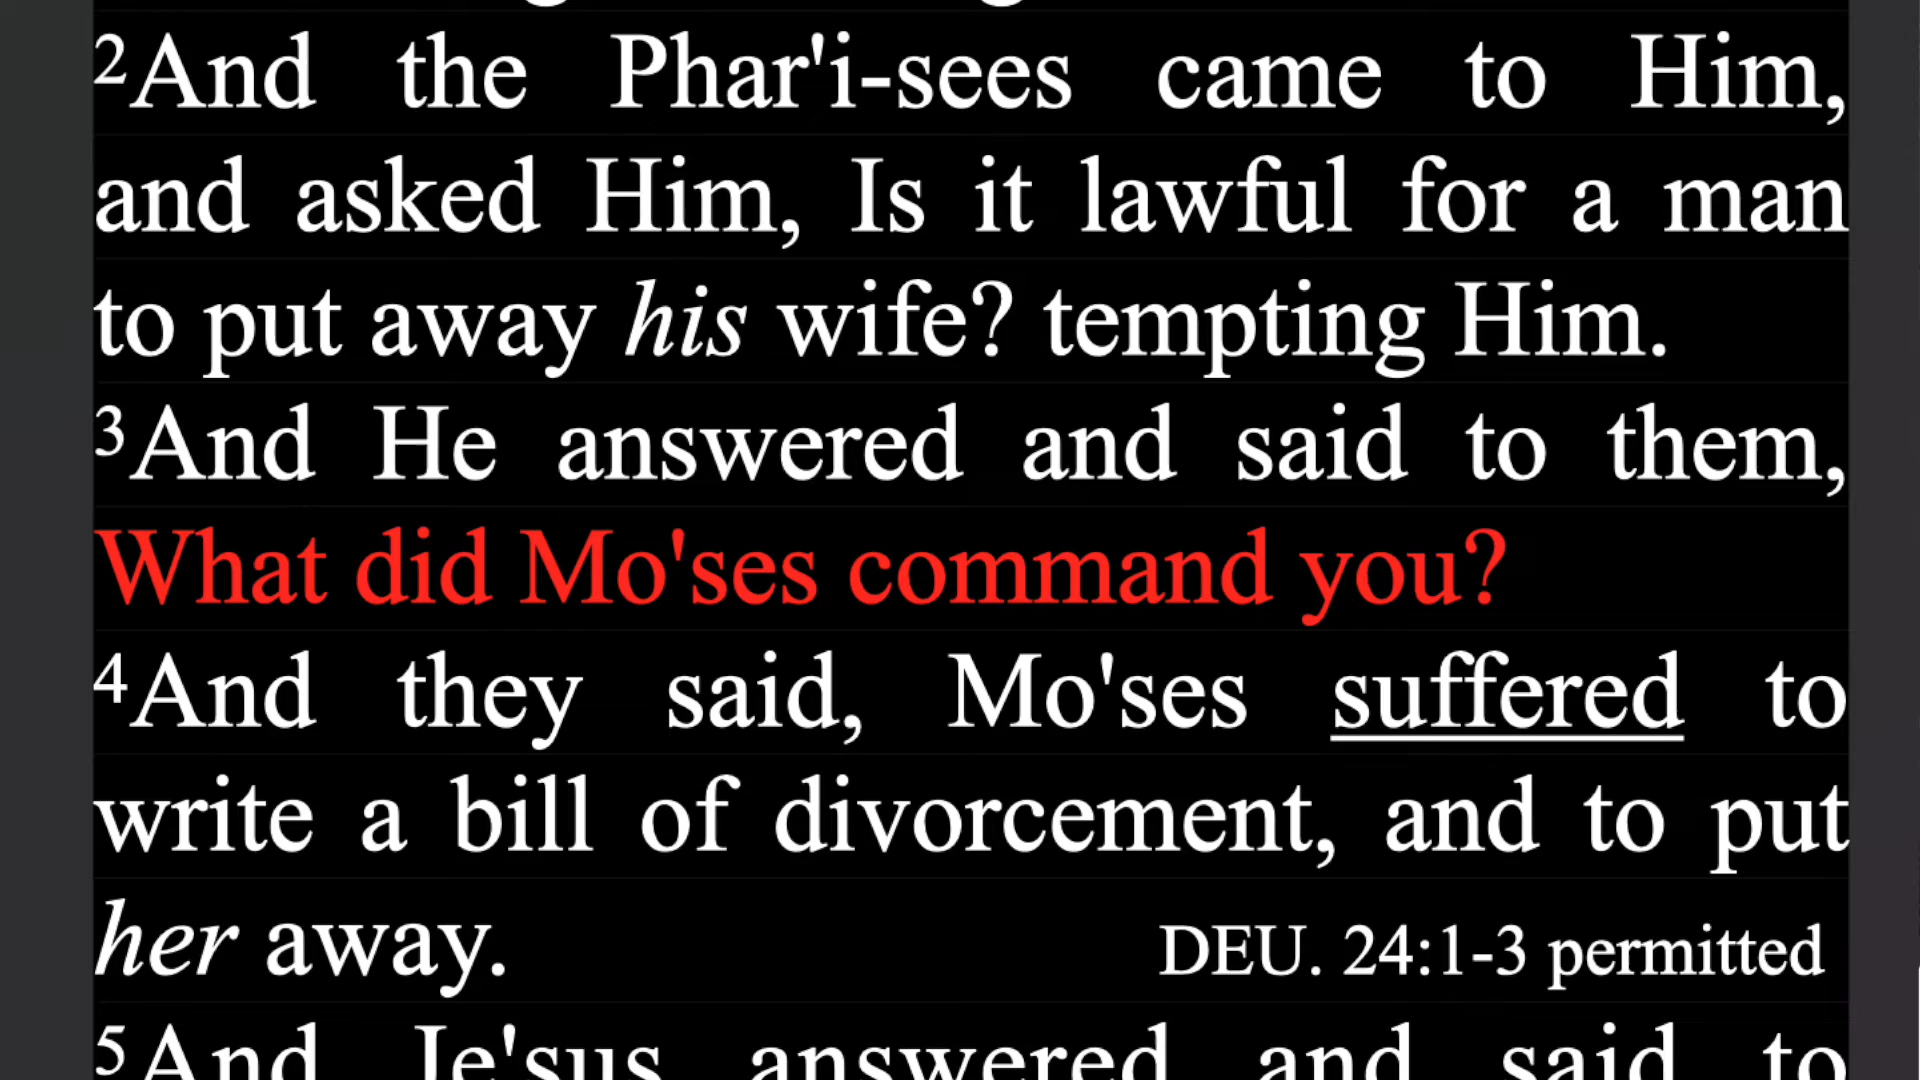 2And the Phar'i-sees came to Him,
and asked Him, Is it lawful for a man
to put away his wife? tempting Him.
3And He answered and said to them,
What did Mo'ses command you?
4And they said, Mo'ses suffered to
write a bill of divorcement, and to put
her away. DEU. 24:1-3 permitted
5And Je'sus answered and said to